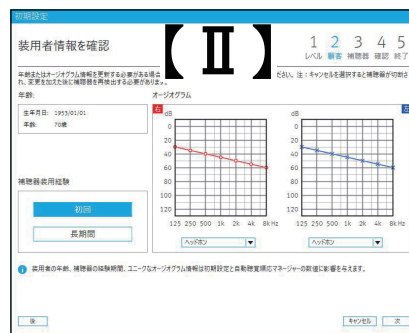 初期設定
装用者情報を確認
【Ⅱ】
1 2 3 4 5
レベル 顧客 補聴器 確認 終了
年齢またはオージオグラム情報を更新する必要がある場合 ださい。注：キャンセルを選択すると補聴器が切断さ
れ、変更を加えた後に補聴器を再検出する必要があります。
年齢:
オージオグラム
生年月日: 1953/01/01
年齢: 70歳
右
左
dB
0
20
40
60
80
100
120
125 250 500 1k 2k 4k 8k Hz
dB
0
20
40
60
80
100
120
125 250 500 1k 2k 4k 8k Hz
補聴器装用経験
初回
長期間
ヘッドホン
ヘッドホン
装用者の年齢、補聴器の経験期間、ユニークなオージオグラム情報は初期設定と自動聴覚順応マネージャーの数値に影響を与えます。
後
キャンセル
次